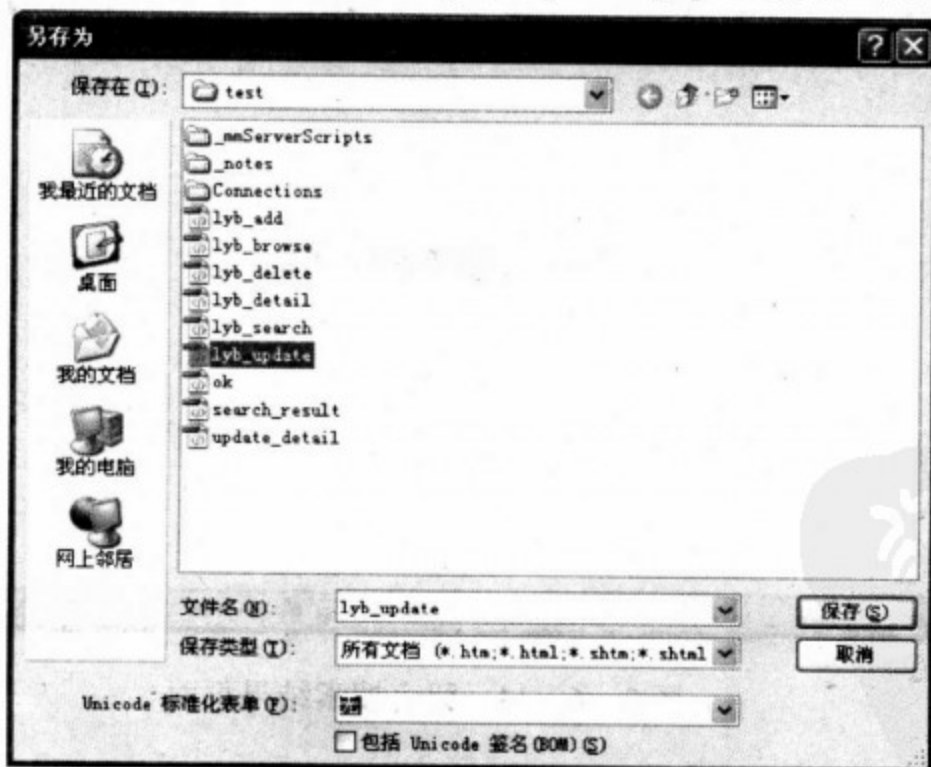 另存为
保存在(I):
test
_mmServerScripts
_notes
Connections
lyb_add
lyb_browse
lyb_delete
lyb_detail
lyb_search
lyb_update
ok
search_result
update_detail
我最近的文档
桌面
我的文档
我的电脑
网上邻居
文件名(N):
lyb_update
保存(S)
保存类型(T):
所有文档 (*.htm;*.html;*.shtm;*.shtml
取消
Unicode 标准化表单(F):
包括 Unicode 签名(BOM)(S)